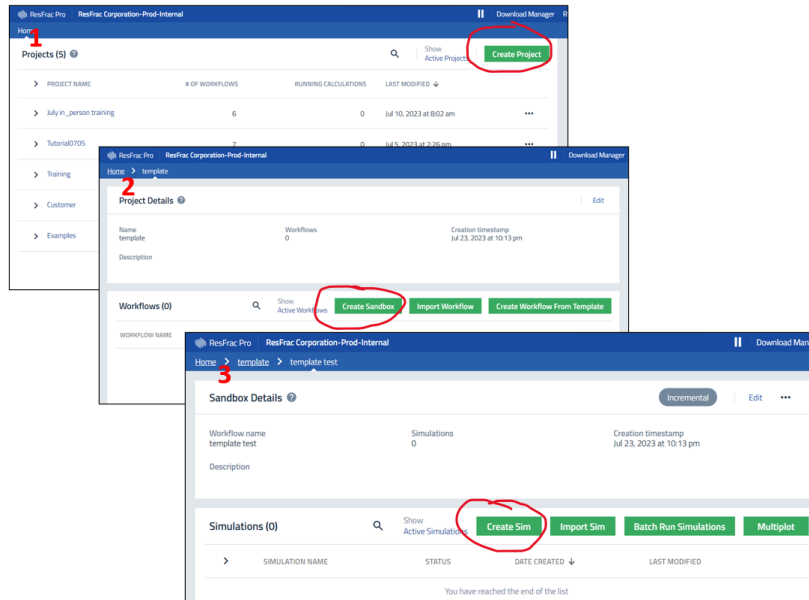 ResFrac Pro ResFrac Corporation-Prod-Internal Download Manager R
Home
1
Projects (5) Show Active Projects Create Project
PROJECT NAME # OF WORKFLOWS RUNNING CALCULATIONS LAST MODIFIED
July in_person training 6 0 Jul 10, 2023 at 8:02 am
Tutorial0705 7 0 Jul 5, 2023 at 2:26 pm
Training
Customer
Examples
ResFrac Pro ResFrac Corporation-Prod-Internal Download Manager
Home > template
2
Project Details Edit
Name Workflows Creation timestamp
template 0 Jul 23, 2023 at 10:13 pm
Description
Workflows (0) Show Active Workflows Create Sandbox Import Workflow Create Workflow From Template
WORKFLOW NAME
ResFrac Pro ResFrac Corporation-Prod-Internal Download Man
Home > template > template test
3
Sandbox Details Incremental Edit
Workflow name Simulations Creation timestamp
template test 0 Jul 23, 2023 at 10:13 pm
Description
Simulations (0) Show Active Simulations Create Sim Import Sim Batch Run Simulations Multiplot
SIMULATION NAME STATUS DATE CREATED LAST MODIFIED
You have reached the end of the list